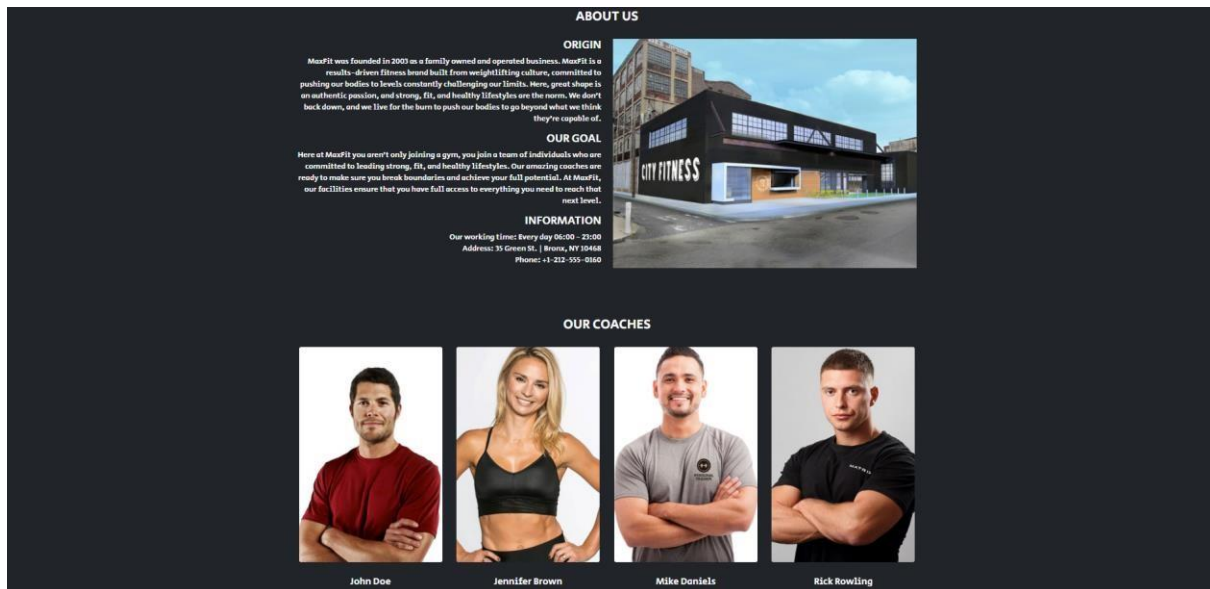 ABOUT US
ORIGIN
MaxFit was founded in 2003 as a family owned and operated business. MaxFit is a
results-driven fitness brand built from weightlifting culture, committed to
pushing our bodies to levels constantly challenging our limits. Here, great shape is
an authentic passion, and strong, fit, and healthy lifestyles are the norm. We don't
back down, and we live for the burn to push our bodies to go beyond what we think
they're capable of.
OUR GOAL
Here at MaxFit you aren't only joining a gym, you join a team of individuals who are
committed to leading strong, fit, and healthy lifestyles. Our amazing coaches are
ready to make sure you break boundaries and achieve your full potential. At MaxFit,
our facilities ensure that you have full access to everything you need to reach that
next level.
INFORMATION
Our working time: Every day 06:00 - 23:00
Address: 35 Green St. | Bronx, NY 10468
Phone: +1-212-555-0160
CITY FITNESS
OUR COACHES
John Doe
Jennifer Brown
Mike Daniels
Rick Rowling